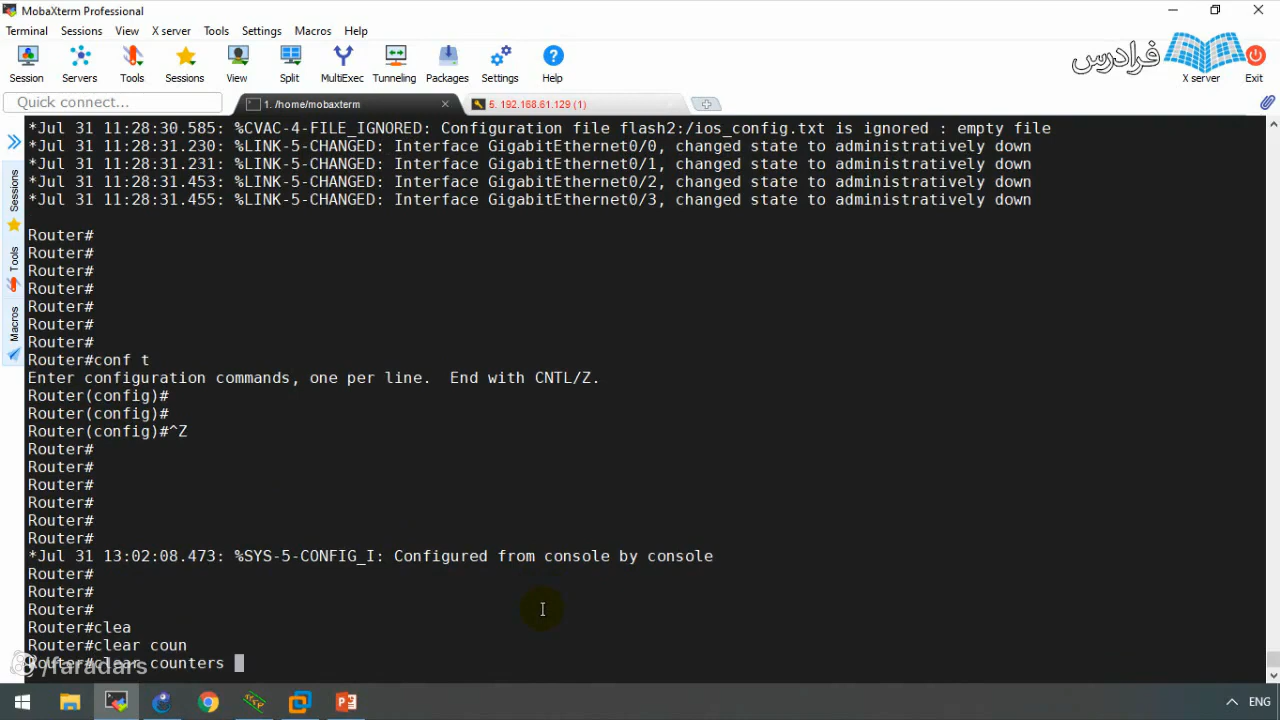 MobaXterm Professional
Terminal Sessions View X server Tools Settings Macros Help
فرادرس
Session Servers Tools Sessions View Split MultiExec Tunneling Packages Settings Help X server Exit
Quick connect...
1. /home/mobaxterm
5. 192.168.61.129 (1)
Sessions
Tools
Macros
*Jul 31 11:28:30.585: %CVAC-4-FILE_IGNORED: Configuration file flash2:/ios_config.txt is ignored : empty file
*Jul 31 11:28:31.230: %LINK-5-CHANGED: Interface GigabitEthernet0/0, changed state to administratively down
*Jul 31 11:28:31.231: %LINK-5-CHANGED: Interface GigabitEthernet0/1, changed state to administratively down
*Jul 31 11:28:31.453: %LINK-5-CHANGED: Interface GigabitEthernet0/2, changed state to administratively down
*Jul 31 11:28:31.455: %LINK-5-CHANGED: Interface GigabitEthernet0/3, changed state to administratively down
Router#
Router#
Router#
Router#
Router#
Router#
Router#
Router#conf t
Enter configuration commands, one per line.  End with CNTL/Z.
Router(config)#
Router(config)#
Router(config)#^Z
Router#
Router#
Router#
Router#
Router#
Router#
*Jul 31 13:02:08.473: %SYS-5-CONFIG_I: Configured from console by console
Router#
Router#
Router#
Router#clea
Router#clear coun
Router#clear counters
/faradars
ENG